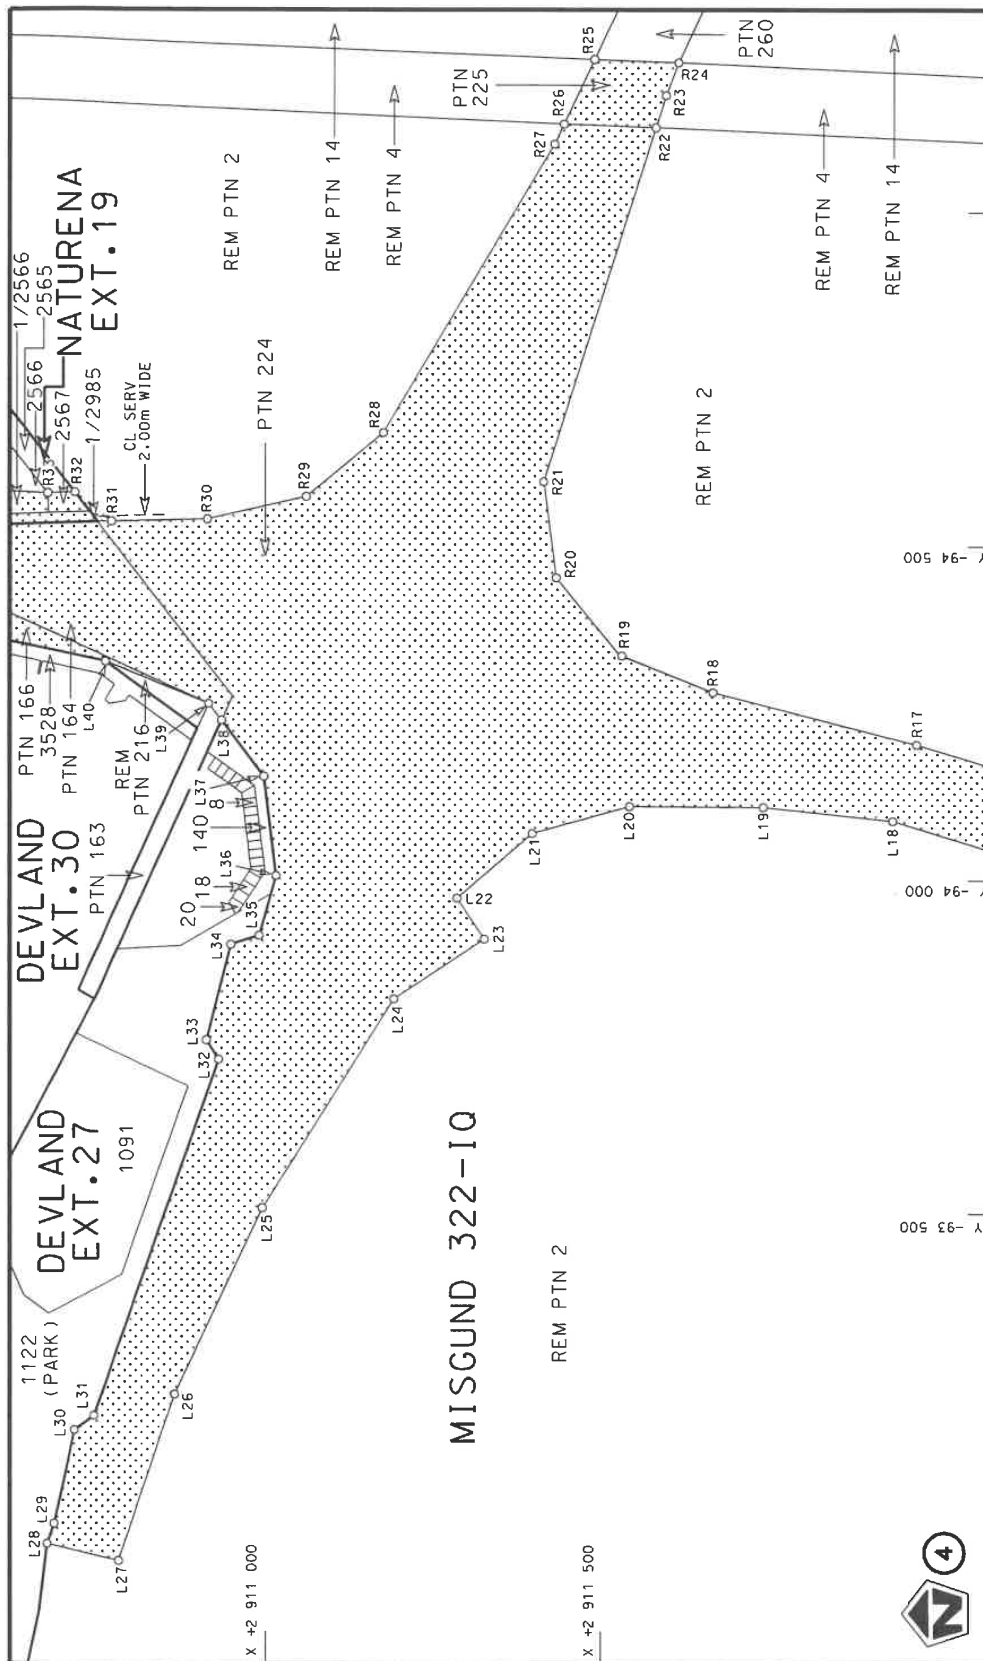 DEVLAND
EXT.30
DEVLAND
EXT.27
1091
1122
(PARK)
NATURENA
EXT.19
1/2566
2565
2566
2567
1/2985
CL SERV
2.00m WIDE
PTN 224
PTN 166
3528
PTN 164
REM
PTN 216
PTN 163
20
18
140
8
REM PTN 2
REM PTN 14
REM PTN 4
PTN
225
PTN
260
REM PTN 4
REM PTN 14
REM PTN 2
MISGUND 322-IQ
REM PTN 2
L18
L19
L20
L21
L22
L23
L24
L25
L26
L27
L28
L29
L30
L31
L32
L33
L34
L35
L36
L37
L38
L39
L40
R17
R18
R19
R20
R21
R22
R23
R24
R25
R26
R27
R28
R29
R30
R31
R32
R33
X +2 911 000
X +2 911 500
Y -93 500
Y -94 000
Y -94 500
N
4